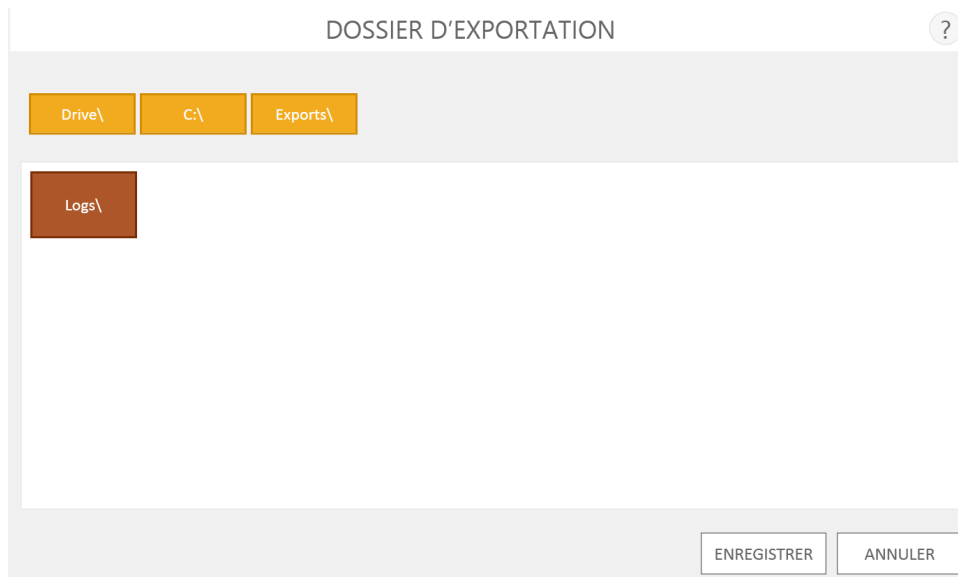 DOSSIER D’EXPORTATION
?
Drive\ C:\ Exports\
Logs\
ENREGISTRER ANNULER